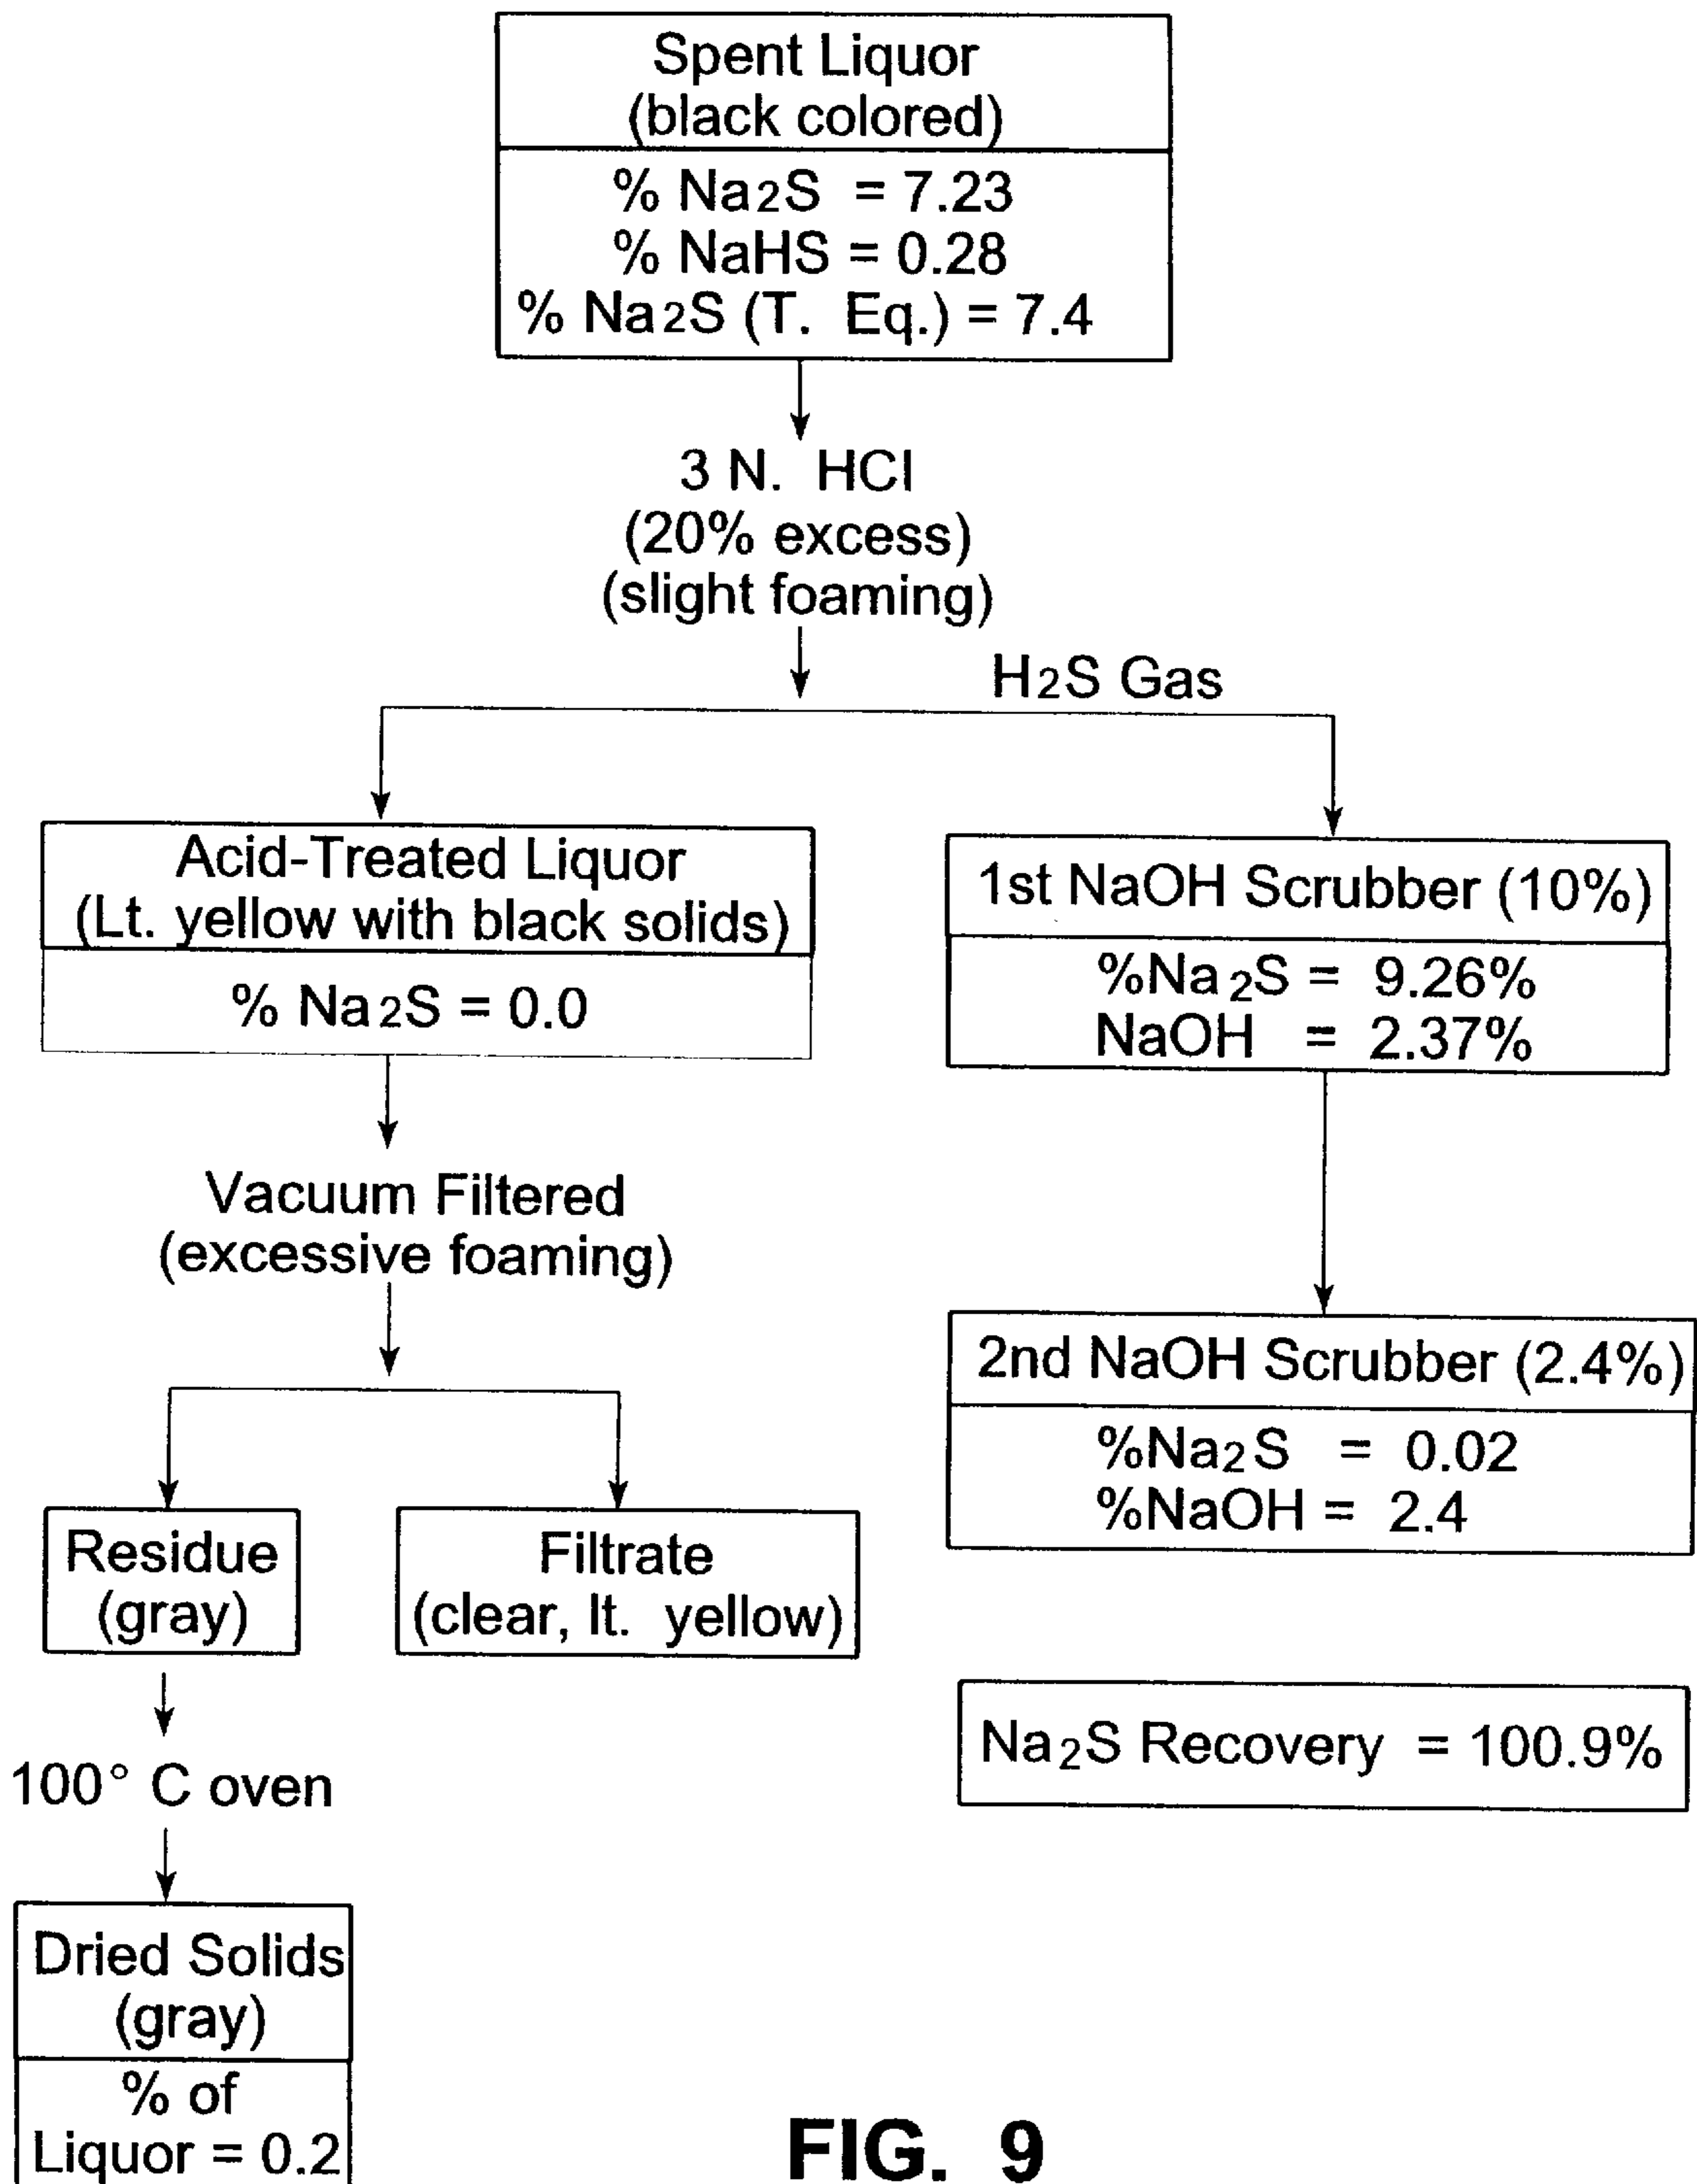 Spent Liquor
(black colored)
% Na2S = 7.23
% NaHS = 0.28
% Na2S (T. Eq.) = 7.4
3 N. HCl
(20% excess)
(slight foaming)
H2S Gas
Acid-Treated Liquor
(Lt. yellow with black solids)
% Na2S = 0.0
Vacuum Filtered
(excessive foaming)
Residue
(gray)
Filtrate
(clear, lt. yellow)
100° C oven
Dried Solids
(gray)
% of
Liquor = 0.2
1st NaOH Scrubber (10%)
%Na2S = 9.26%
NaOH = 2.37%
2nd NaOH Scrubber (2.4%)
%Na2S = 0.02
%NaOH = 2.4
Na2S Recovery = 100.9%
FIG. 9